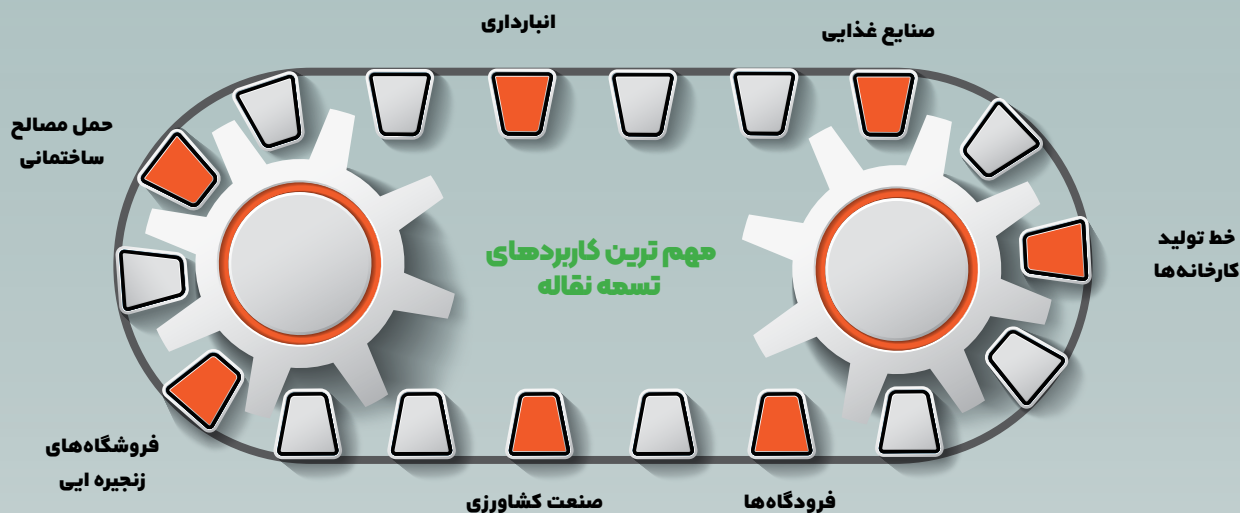 انبارداری
صنایع غذایی
حمل مصالح
ساختمانی
خط تولید
کارخانه‌ها
مهم ترین کاربردهای
تسمه نقاله
فروشگاه‌های
زنجیره ایی
صنعت کشاورزی
فرودگاه‌ها